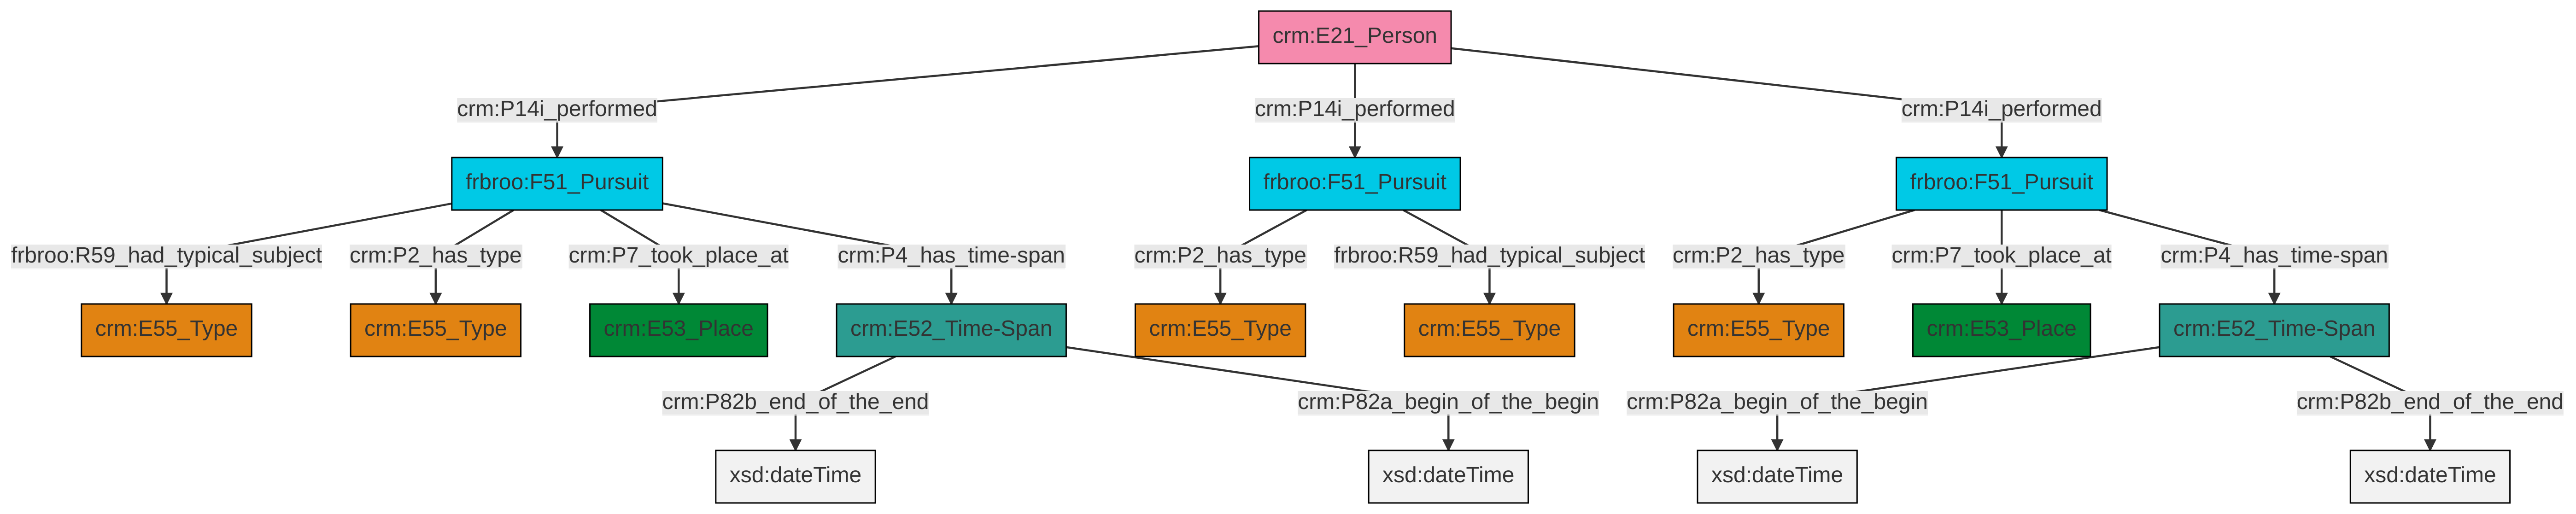 crm:E21_Person
crm:P14i_performed
crm:P14i_performed
crm:P14i_performed
frbroo:F51_Pursuit
frbroo:F51_Pursuit
frbroo:F51_Pursuit
frbroo:R59_had_typical_subject
crm:P2_has_type
crm:P7_took_place_at
crm:P4_has_time-span
crm:P2_has_type
frbroo:R59_had_typical_subject
crm:P2_has_type
crm:P7_took_place_at
crm:P4_has_time-span
crm:E55_Type
crm:E55_Type
crm:E53_Place
crm:E52_Time-Span
crm:E55_Type
crm:E55_Type
crm:E55_Type
crm:E53_Place
crm:E52_Time-Span
crm:P82b_end_of_the_end
crm:P82a_begin_of_the_begin
crm:P82a_begin_of_the_begin
crm:P82b_end_of_the_end
xsd:dateTime
xsd:dateTime
xsd:dateTime
xsd:dateTime